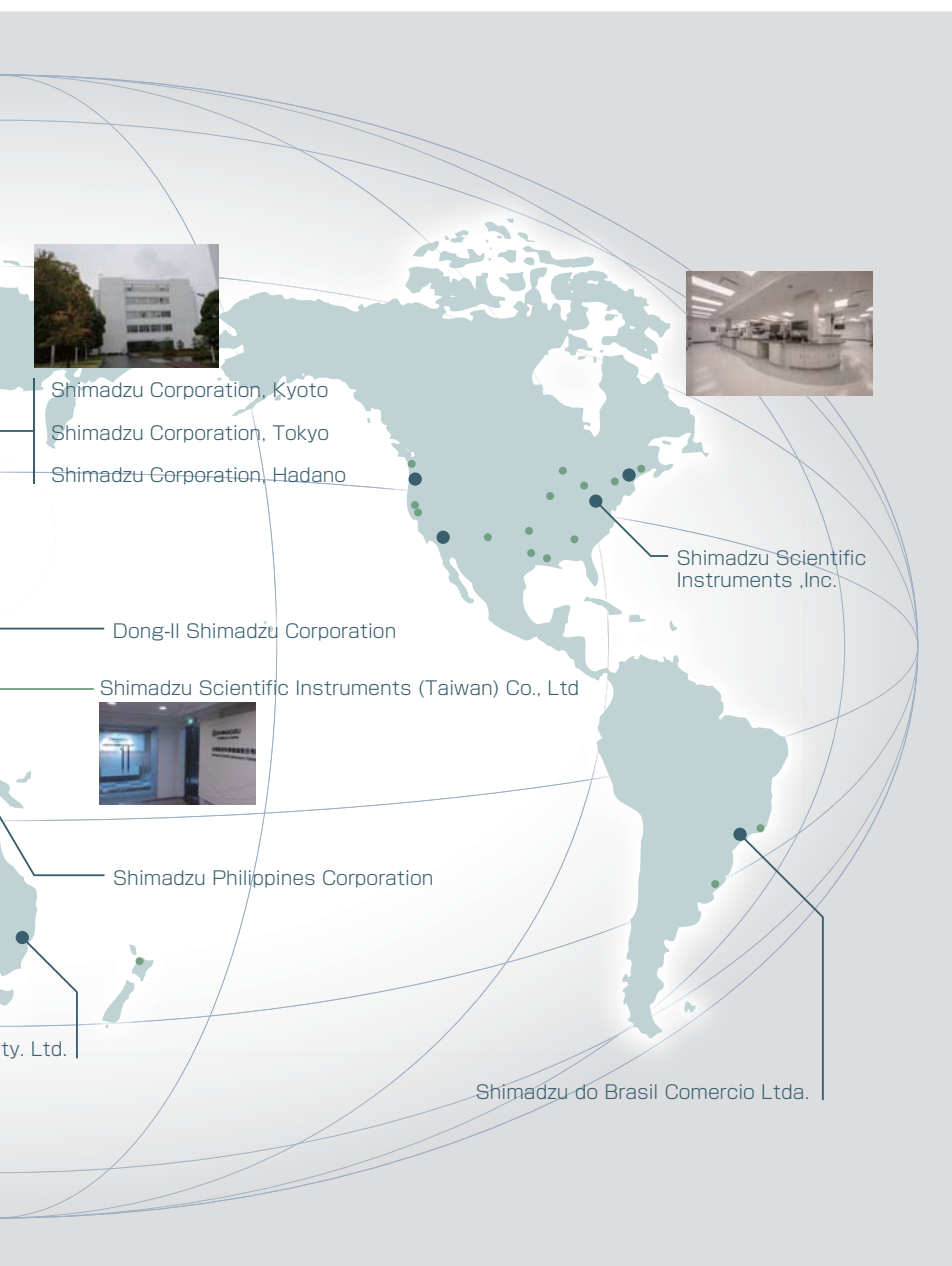 Shimadzu Corporation, Kyoto
Shimadzu Corporation, Tokyo
Shimadzu Corporation, Hadano
Shimadzu Scientific
Instruments ,Inc.
Dong-Il Shimadzu Corporation
Shimadzu Scientific Instruments (Taiwan) Co., Ltd
SHIMADZU
Shimadzu Philippines Corporation
ty. Ltd.
Shimadzu do Brasil Comercio Ltda.